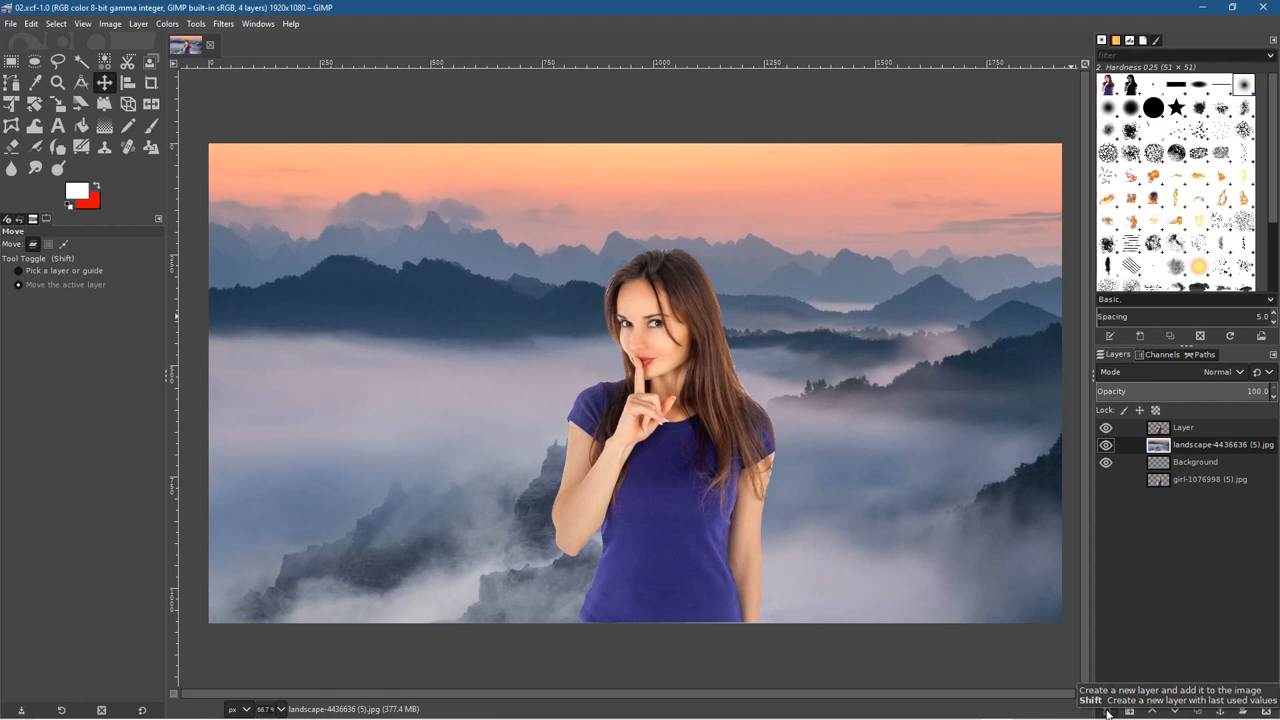 02.xcf-1.0 (RGB color 8-bit gamma integer, GIMP built-in sRGB, 4 layers) 1920x1080 – GIMP
File Edit Select View Image Layer Colors Tools Filters Windows Help
filter
2. Hardness 025 (51 × 51)
0 250 500 750 1000 1250 1500 1750
Move
Move:
Tool Toggle (Shift)
Pick a layer or guide
Move the active layer
Basic,
Spacing 5.0
Layers Channels Paths
Mode Normal
Opacity 100.0
Lock:
Layer
landscape-4436636 (5).jpg
Background
girl-1076998 (5).jpg
Create a new layer and add it to the image
Shift Create a new layer with last used values
px 66.7 % landscape-4436636 (5).jpg (377.4 MB)